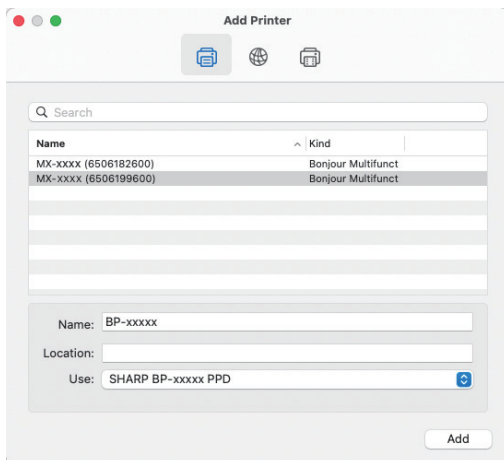 Add Printer
Search
Name Kind
MX-xxxx (6506182600) Bonjour Multifunct
MX-xxxx (6506199600) Bonjour Multifunct
Name: BP-xxxxx
Location:
Use: SHARP BP-xxxxx PPD
Add